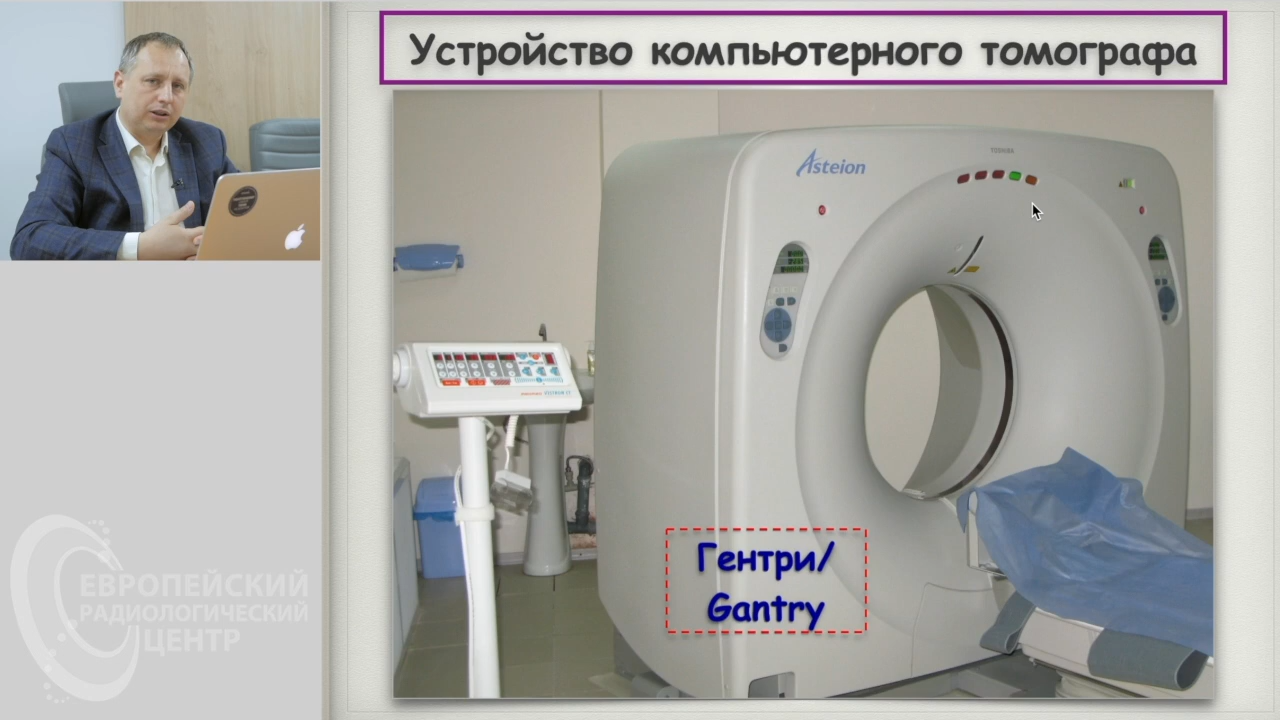 Устройство компьютерного томографа
Asteion
TOSHIBA
Гентри/
Gantry
ЕВРОПЕЙСКИЙ
РАДИОЛОГИЧЕСКИЙ
ЦЕНТР